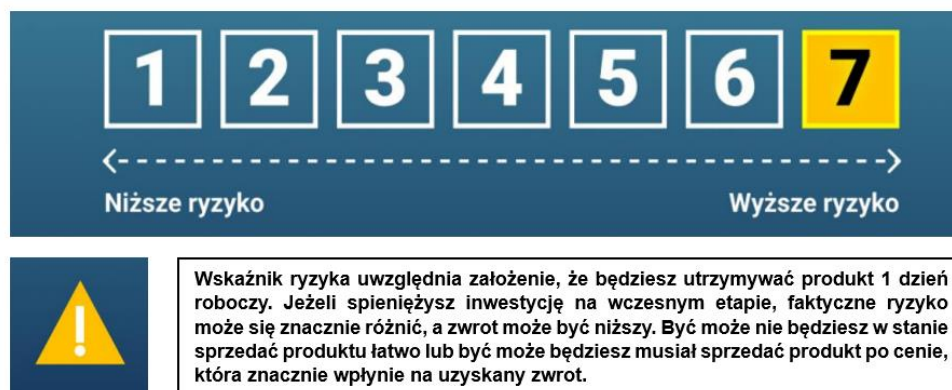 1 2 3 4 5 6 7
Niższe ryzyko Wyższe ryzyko
Wskaźnik ryzyka uwzględnia założenie, że będziesz utrzymywać produkt 1 dzień
roboczy. Jeżeli spieniężysz inwestycję na wczesnym etapie, faktyczne ryzyko
może się znacznie różnić, a zwrot może być niższy. Być może nie będziesz w stanie
sprzedać produktu łatwo lub być może będziesz musiał sprzedać produkt po cenie,
która znacznie wpłynie na uzyskany zwrot.